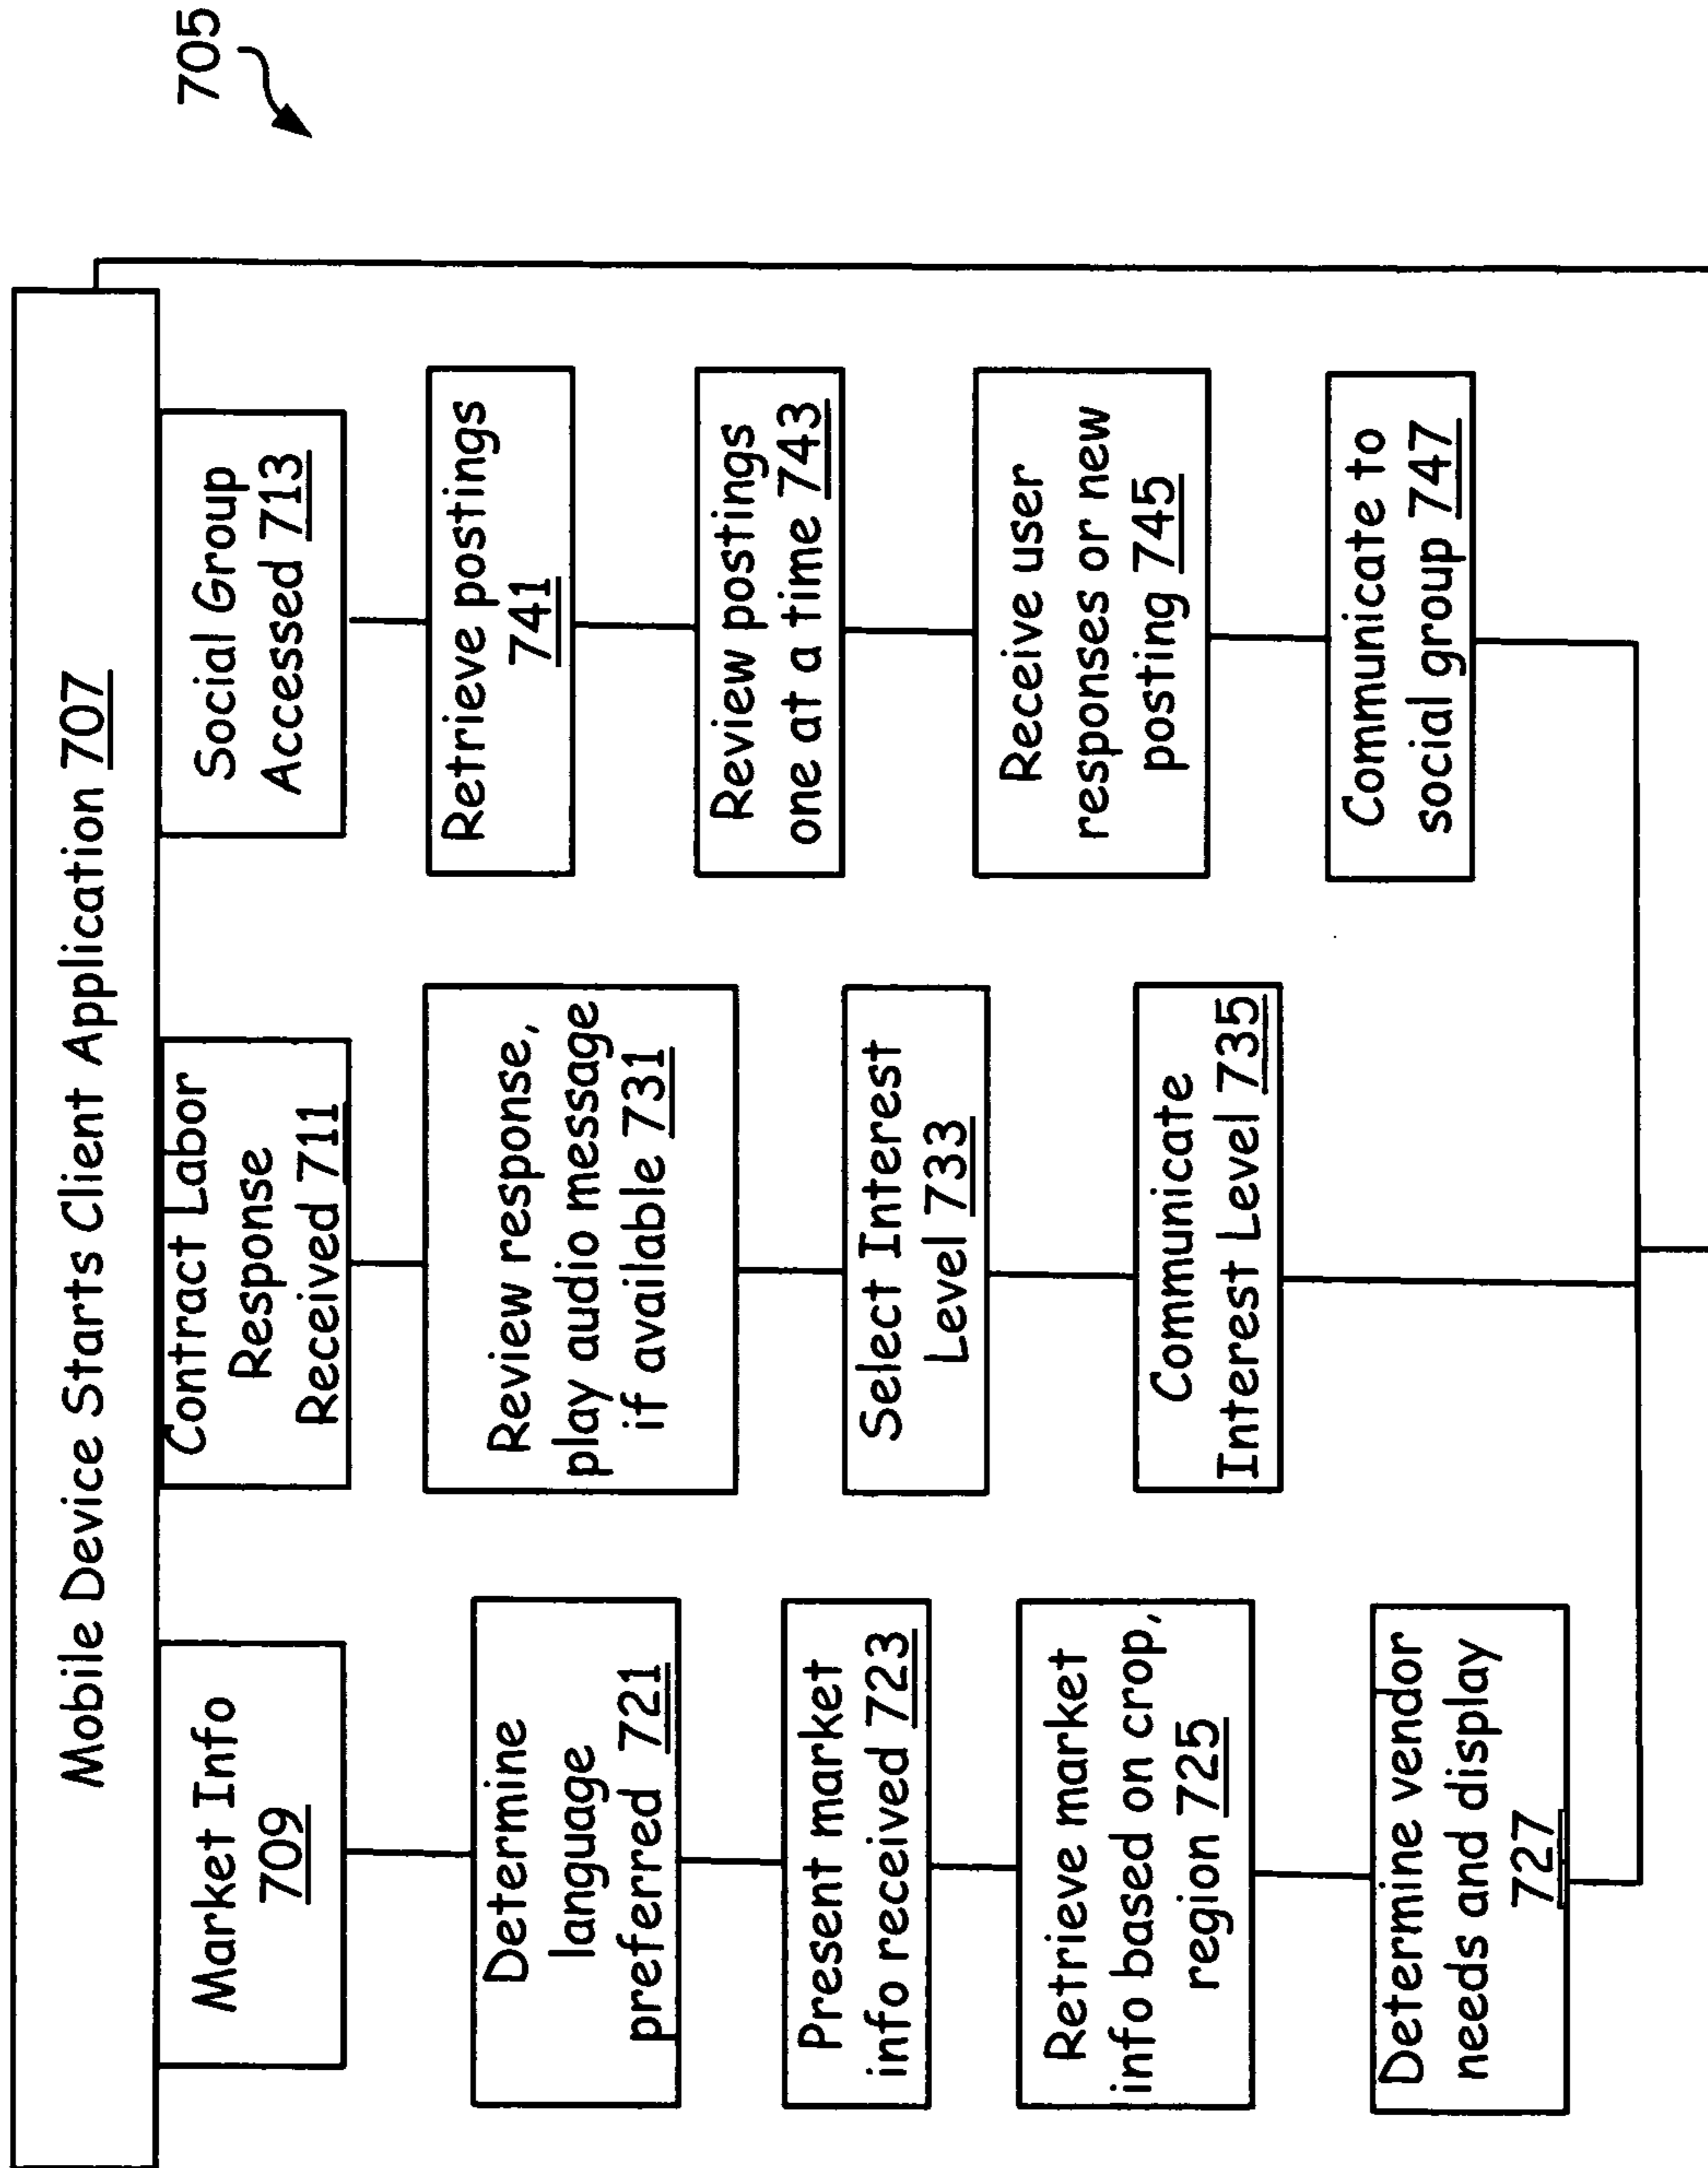 705
Mobile Device Starts Client Application 707
Market Info
709
Determine
language
preferred 721
Present market
info received 723
Retrieve market
info based on crop,
region 725
Determine vendor
needs and display
727
Contract Labor
Response
Received 711
Review response,
play audio message
if available 731
Select Interest
Level 733
Communicate
Interest Level 735
Social Group
Accessed 713
Retrieve postings
741
Review postings
one at a time 743
Receive user
responses or new
posting 745
Communicate to
social group 747